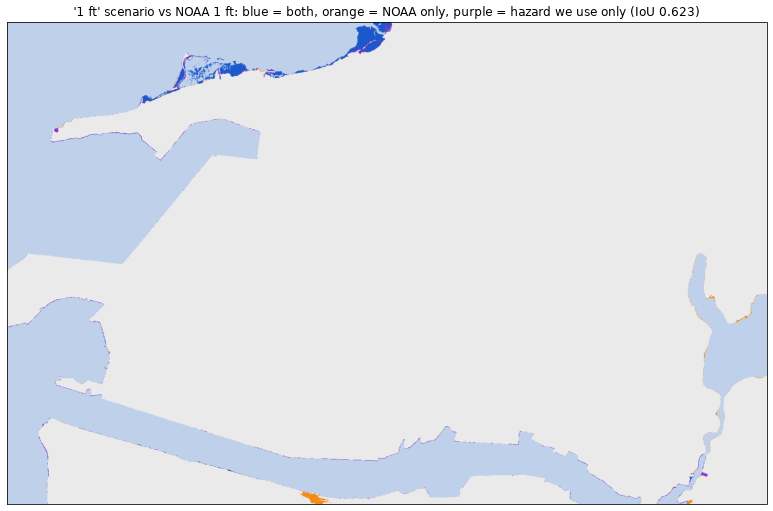 '1 ft' scenario vs NOAA 1 ft: blue = both, orange = NOAA only, purple = hazard we use only (IoU 0.623)